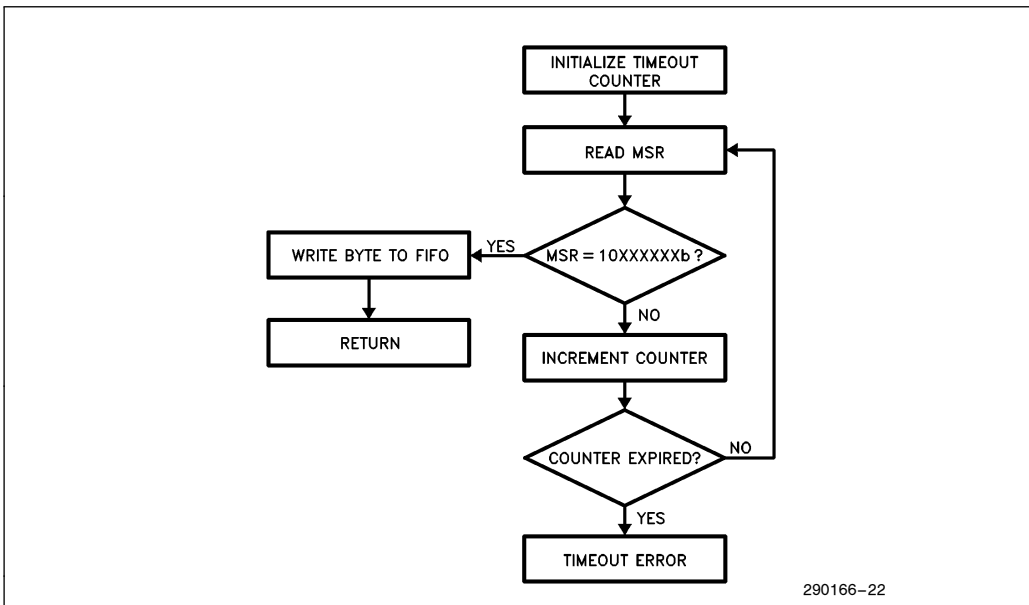 INITIALIZE TIMEOUT
COUNTER
READ MSR
MSR = 10XXXXXXb ?
YES
WRITE BYTE TO FIFO
RETURN
NO
INCREMENT COUNTER
COUNTER EXPIRED?
NO
YES
TIMEOUT ERROR
290166-22